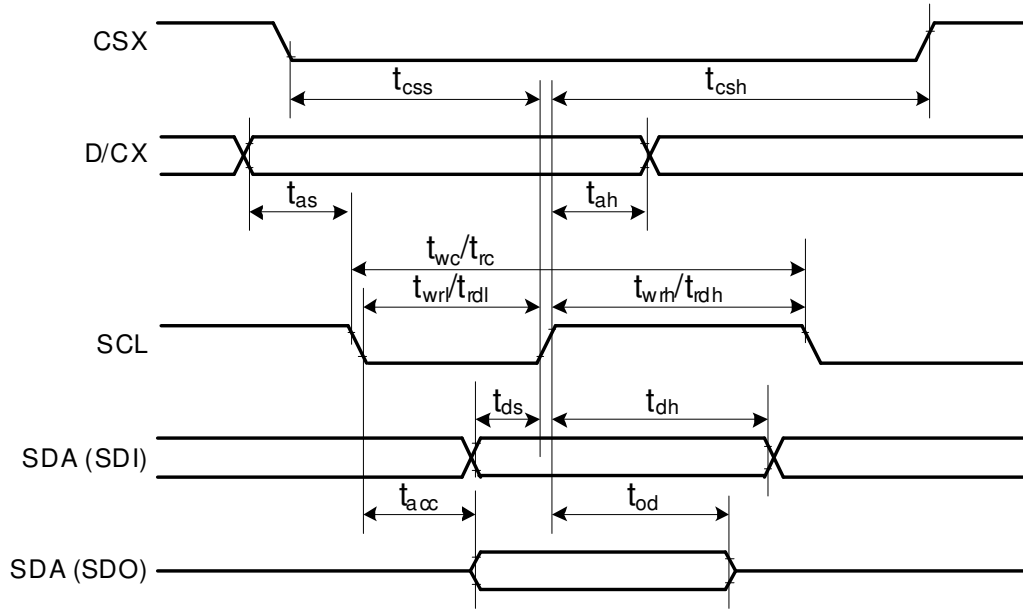 CSX
tcss
tcsh
D/CX
tas
tah
twc/trc
twrl/trdl
twrh/trdh
SCL
tds
tdh
SDA (SDI)
tacc
tod
SDA (SDO)